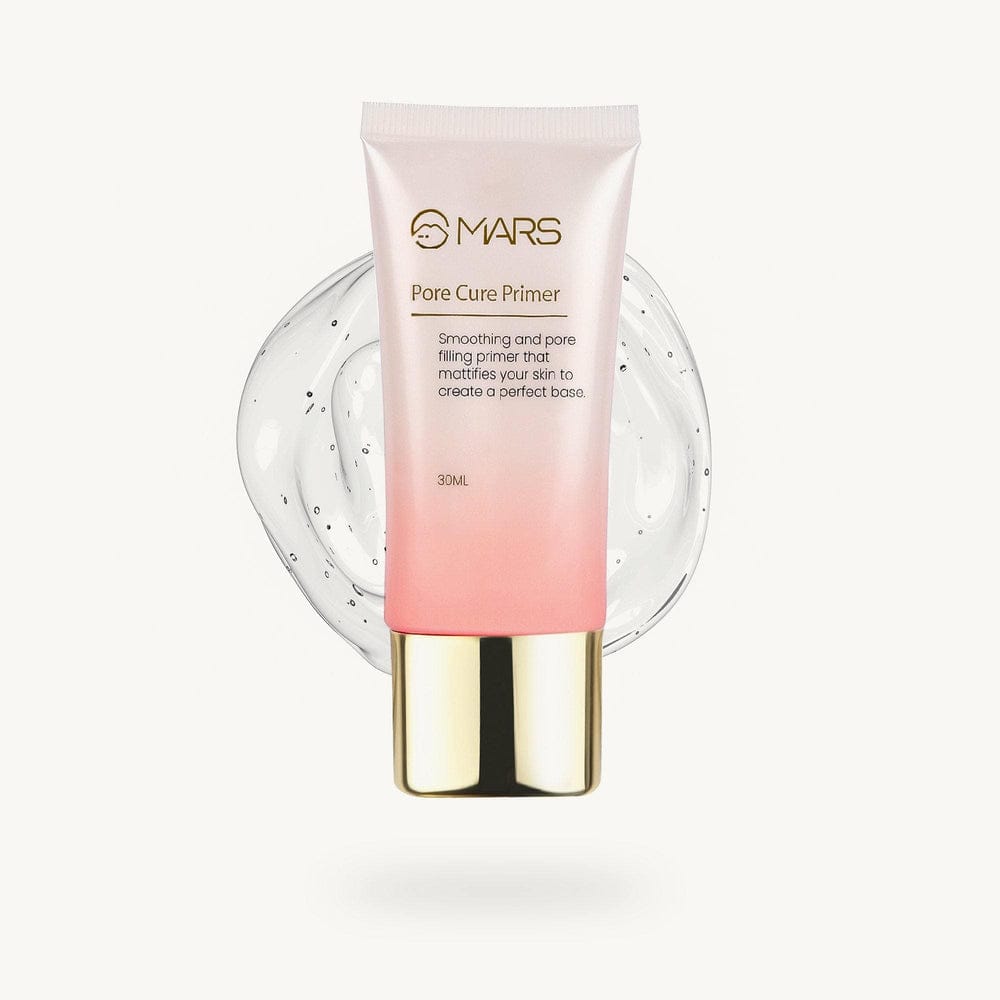 MARS
Pore Cure Primer
Smoothing and pore
filling primer that
mattifies your skin to
create a perfect base.
30ML